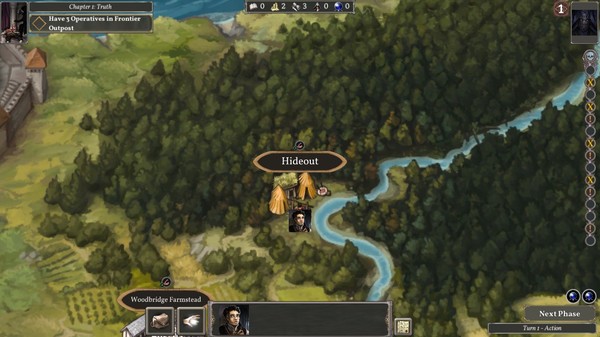 Chapter 1: Truth
Have 3 Operatives in Frontier
Outpost
0 2 3 0 0
1
Hideout
Woodbridge Farmstead
Next Phase
Turn 1 - Action